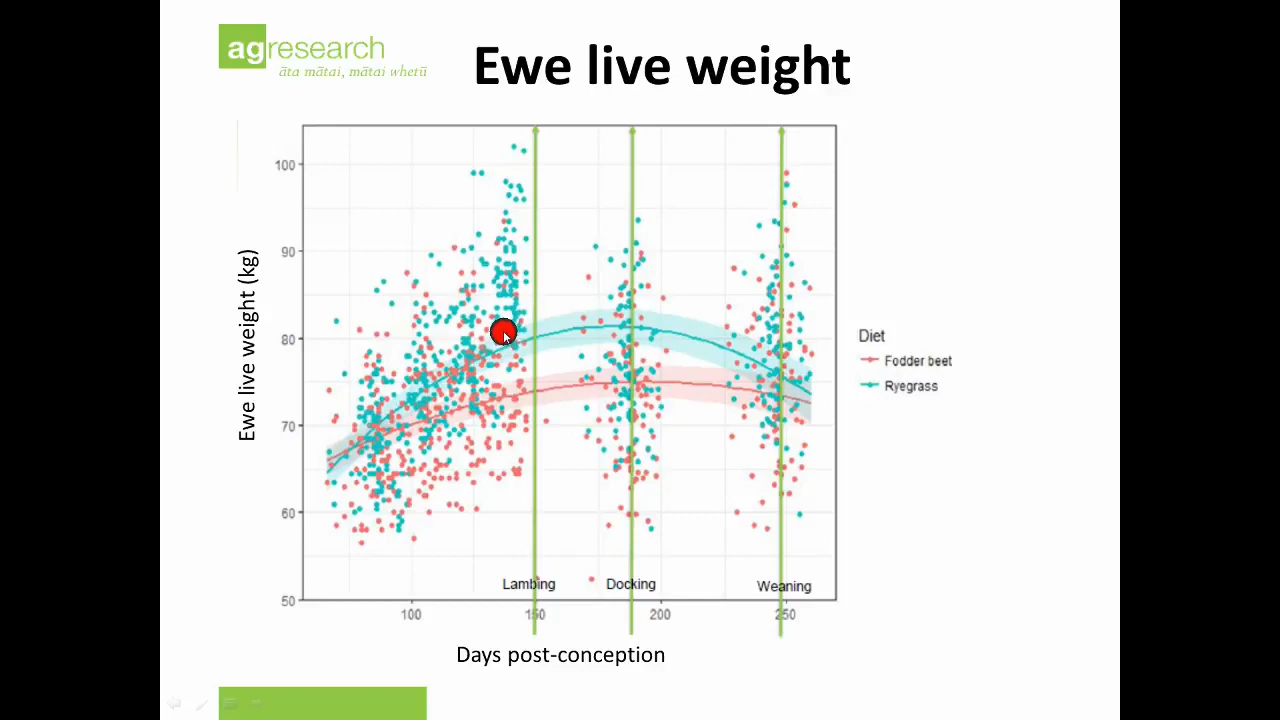 agresearch
āta mātai, mātai whetū
Ewe live weight
Ewe live weight (kg)
100
90
80
70
60
50
Lambing
Docking
Weaning
100
150
200
250
Days post-conception
Diet
Fodder beet
Ryegrass